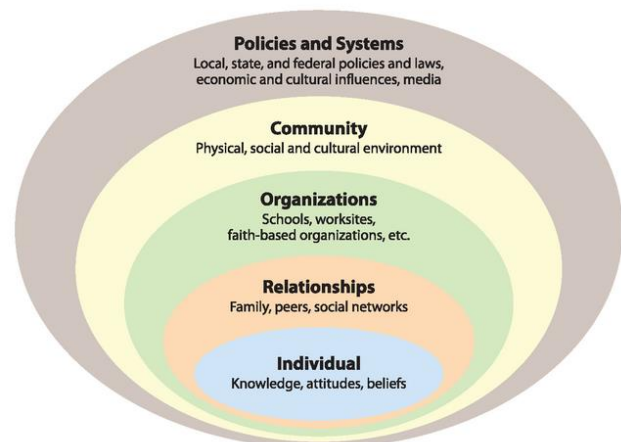 Policies and Systems
Local, state, and federal policies and laws,
economic and cultural influences, media
Community
Physical, social and cultural environment
Organizations
Schools, worksites,
faith-based organizations, etc.
Relationships
Family, peers, social networks
Individual
Knowledge, attitudes, beliefs